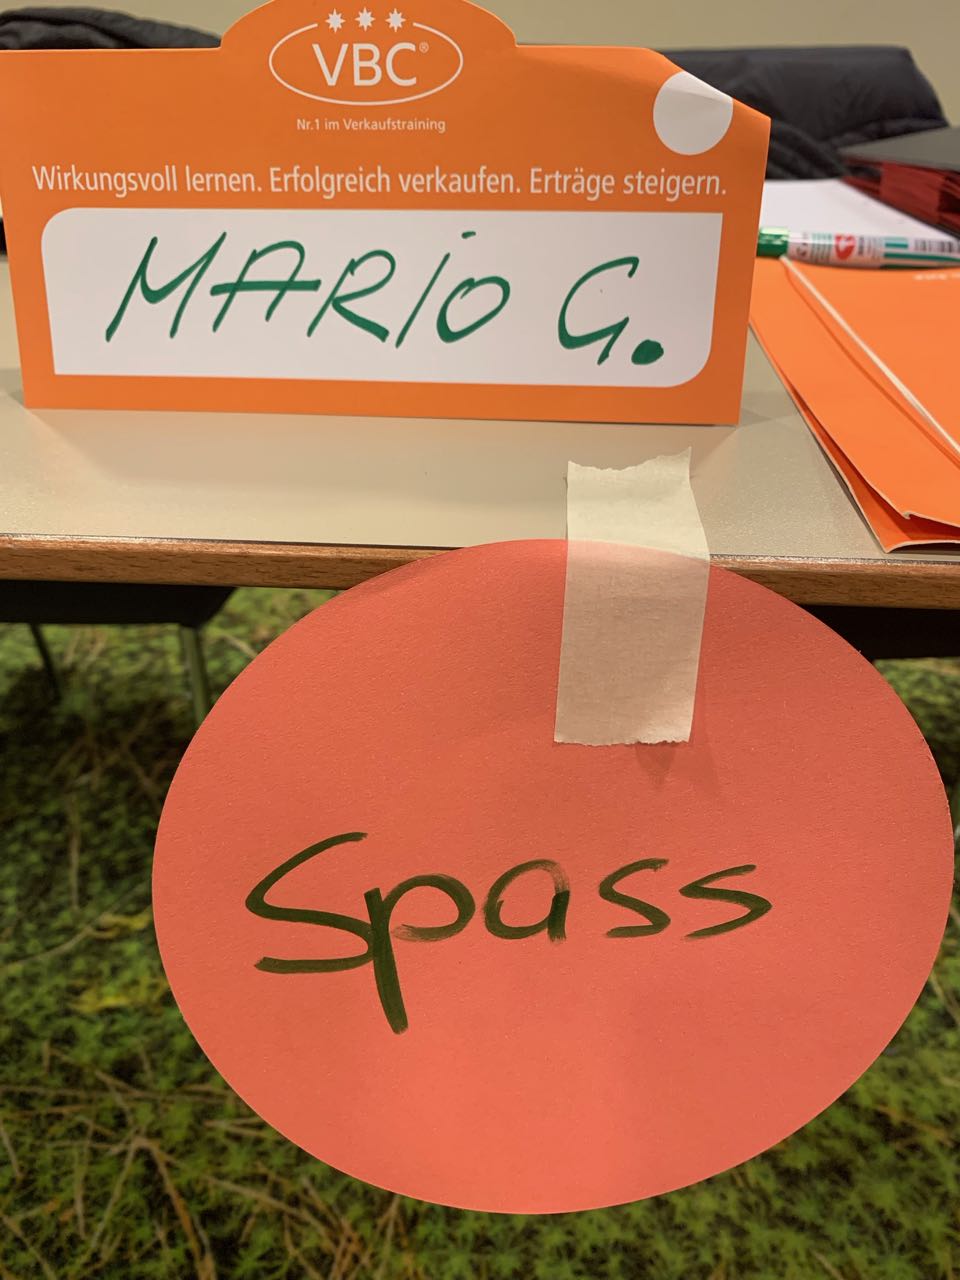 VBC®
Nr.1 im Verkaufstraining
Wirkungsvoll lernen. Erfolgreich verkaufen. Erträge steigern.
MARIO G.
Spass